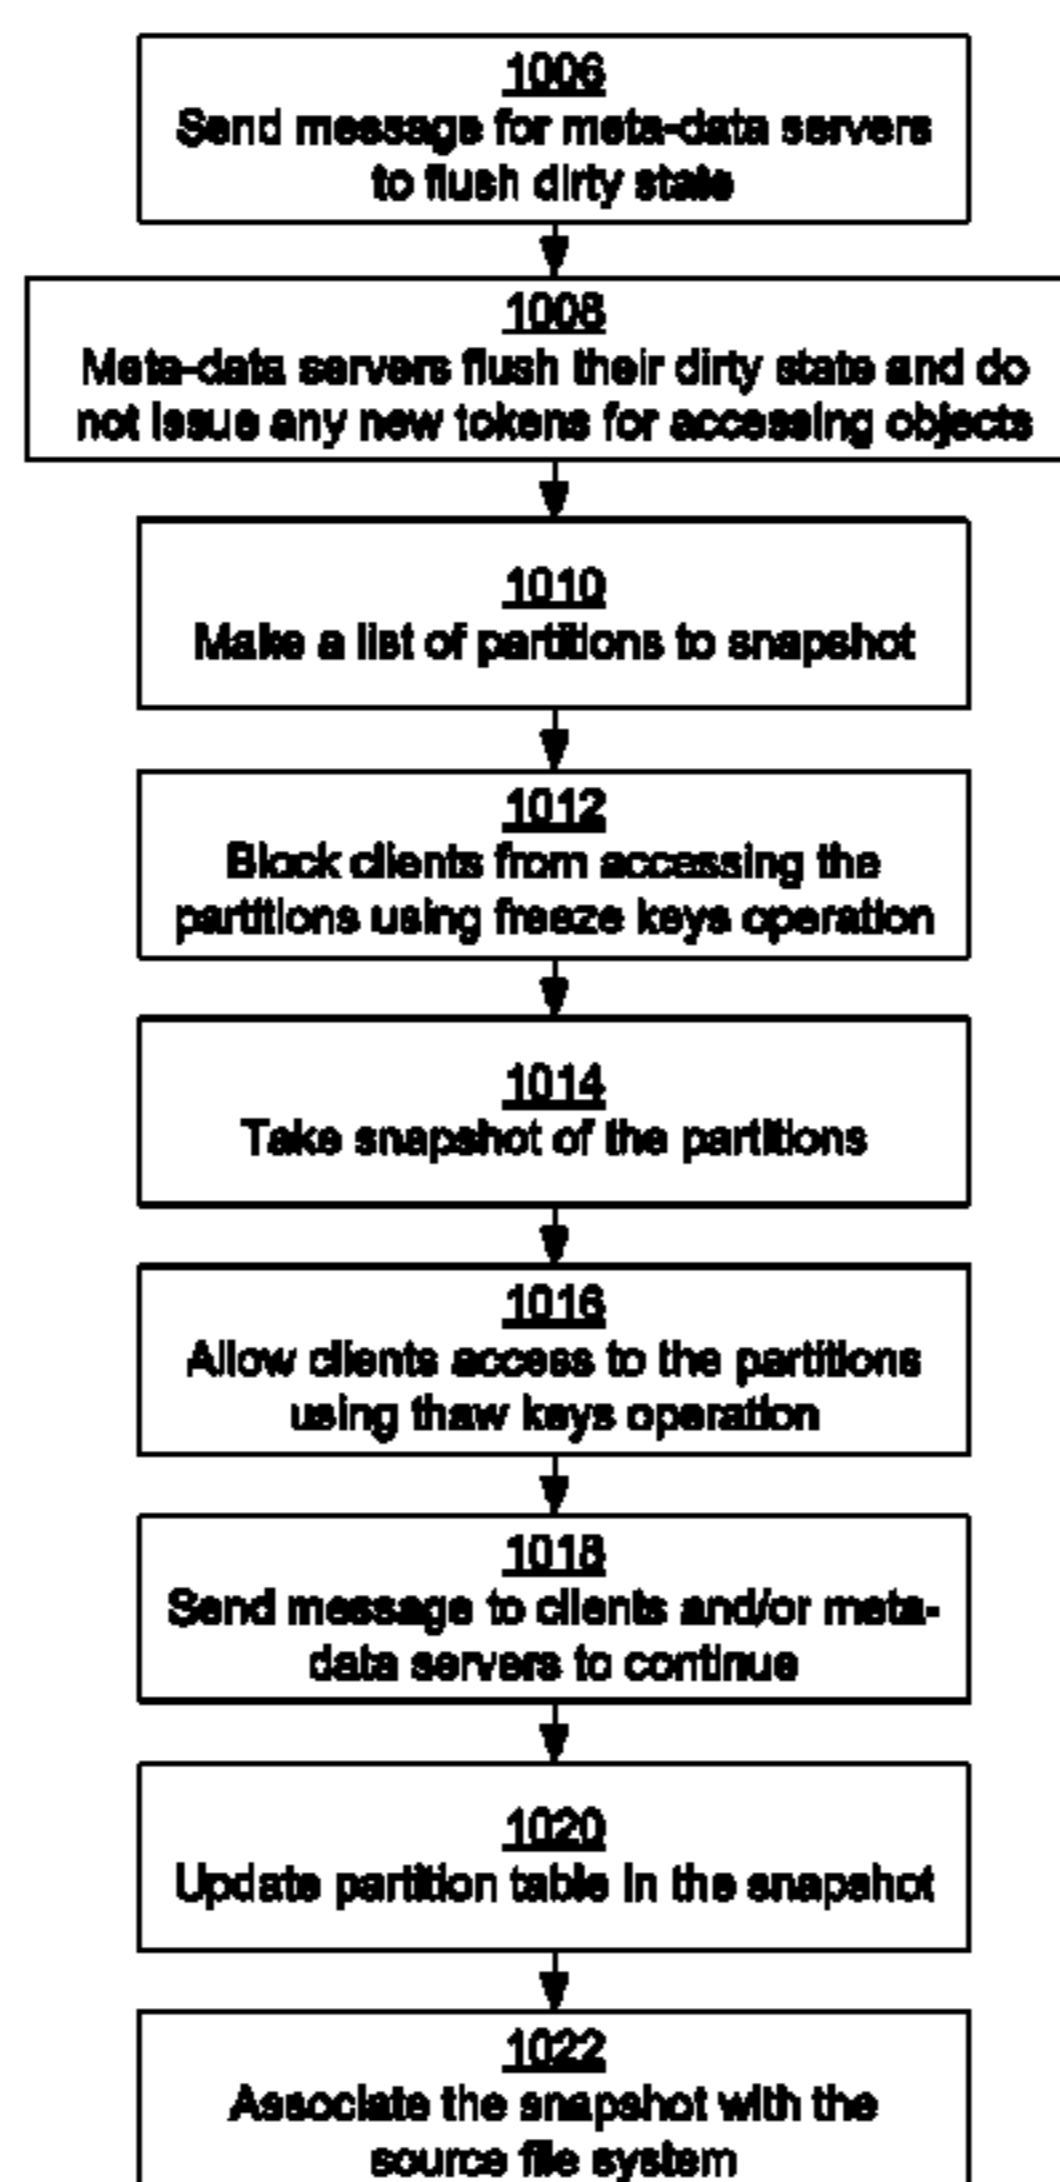 1006
Send message for meta-data servers
to flush dirty state
1008
Meta-data servers flush their dirty state and do
not issue any new tokens for accessing objects
1010
Make a list of partitions to snapshot
1012
Block clients from accessing the
partitions using freeze keys operation
1014
Take snapshot of the partitions
1016
Allow clients access to the partitions
using thaw keys operation
1018
Send message to clients and/or meta-
data servers to continue
1020
Update partition table in the snapshot
1022
Associate the snapshot with the
source file system